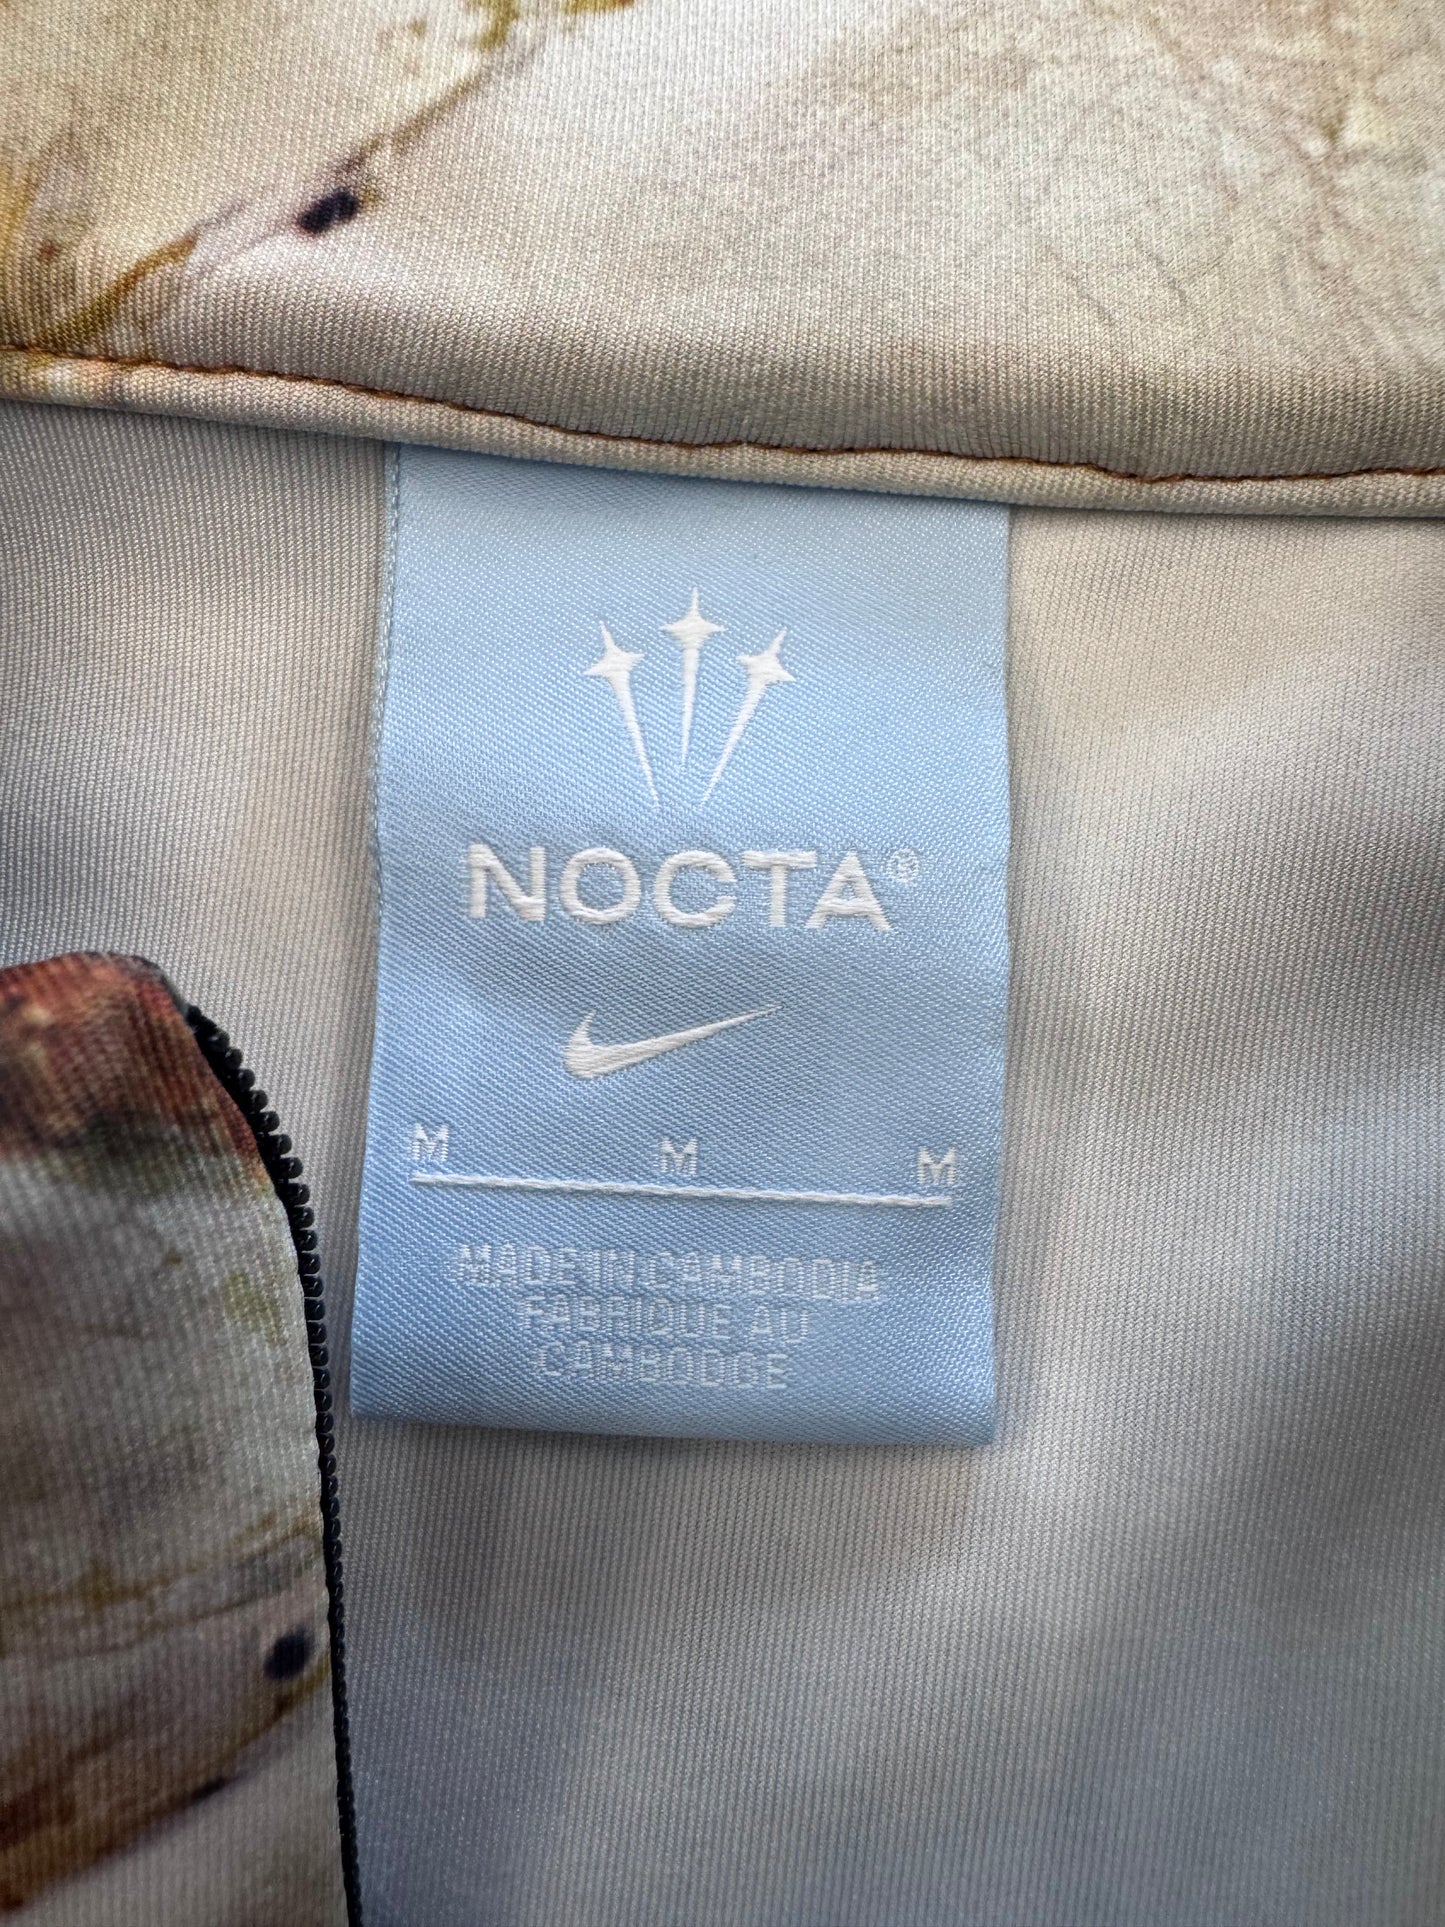 NOCTA®
M M M
MADE IN CAMBODIA
FABRIQUE AU
CAMBODGE